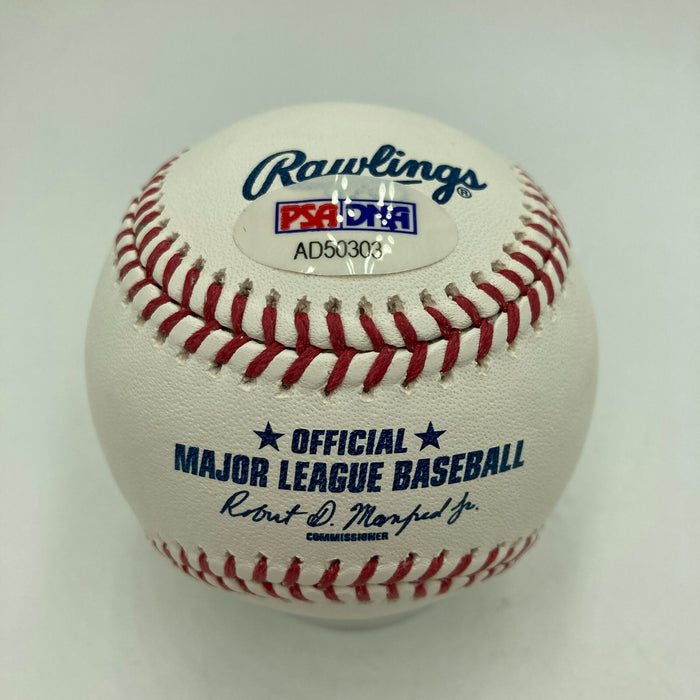 Rawlings®
PSA/DNA
AD50303
★ OFFICIAL ★
MAJOR LEAGUE BASEBALL
Robert D. Manfred Jr.
COMMISSIONER